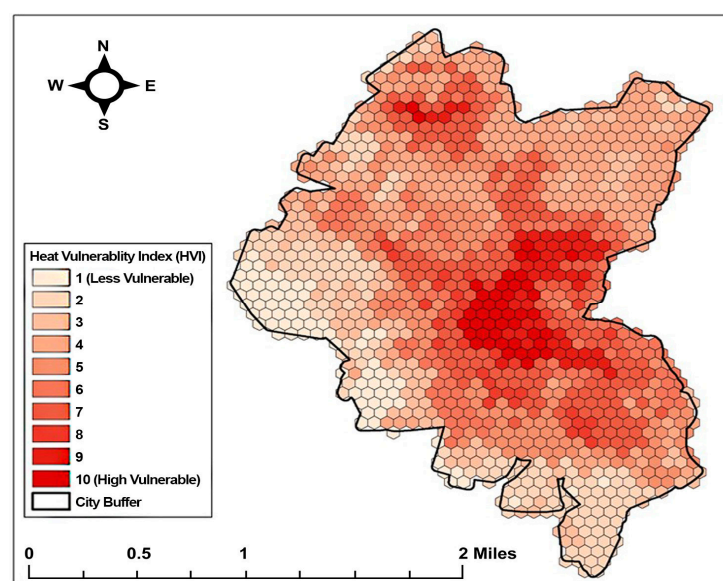 N
W E
S
Heat Vulnerablity Index (HVI)
1 (Less Vulnerable)
2
3
4
5
6
7
8
9
10 (High Vulnerable)
City Buffer
0 0.5 1 2 Miles